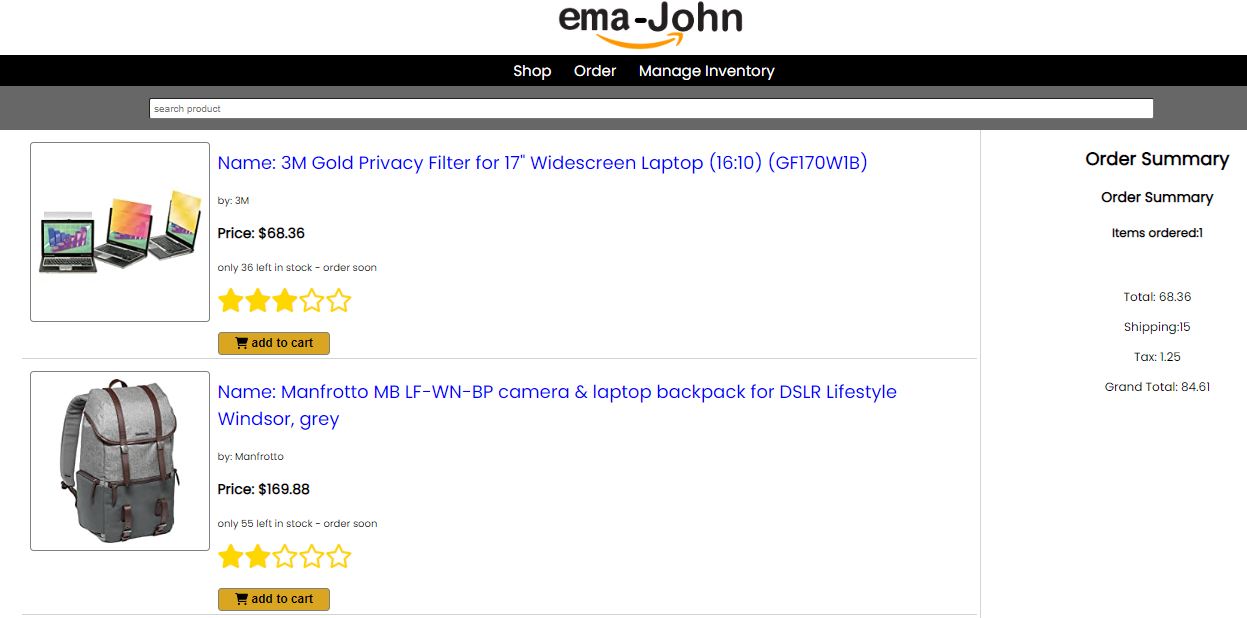 ema-John
Shop Order Manage Inventory
search product
Name: 3M Gold Privacy Filter for 17" Widescreen Laptop (16:10) (GF170W1B)
by: 3M
Price: $68.36
only 36 left in stock - order soon
add to cart
Name: Manfrotto MB LF-WN-BP camera & laptop backpack for DSLR Lifestyle
Windsor, grey
by: Manfrotto
Price: $169.88
only 55 left in stock - order soon
add to cart
Order Summary
Order Summary
Items ordered:1
Total: 68.36
Shipping:15
Tax: 1.25
Grand Total: 84.61